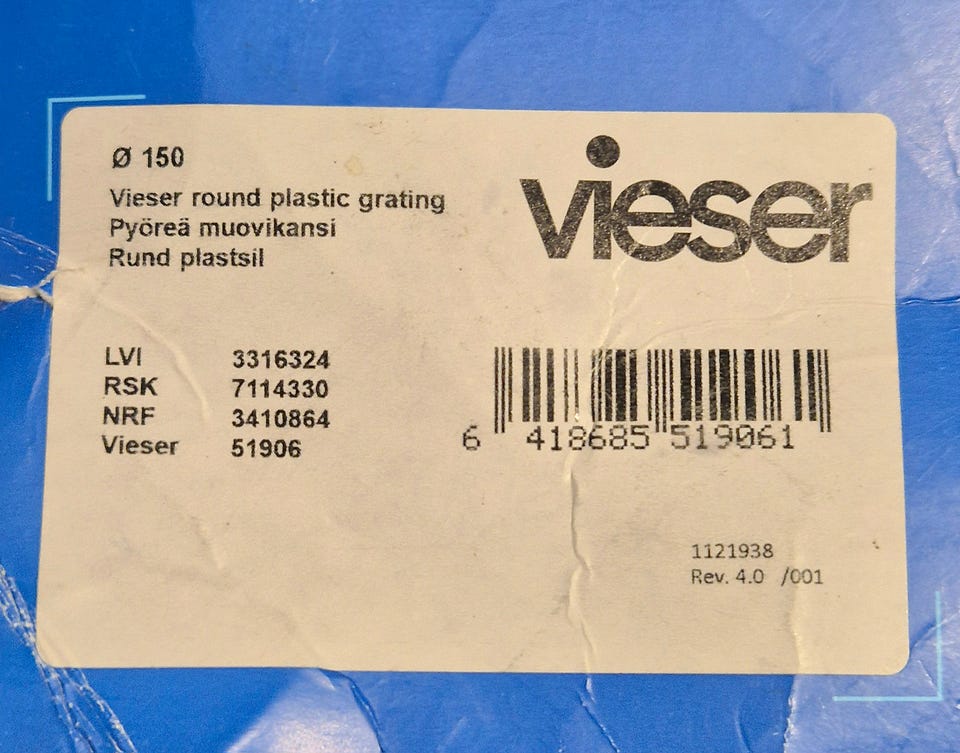 Ø 150
Vieser round plastic grating
Pyöreä muovikansi
Rund plastsil
vieser
LVI 3316324
RSK 7114330
NRF 3410864
Vieser 51906
6 418685 519061
1121938
Rev. 4.0 /001